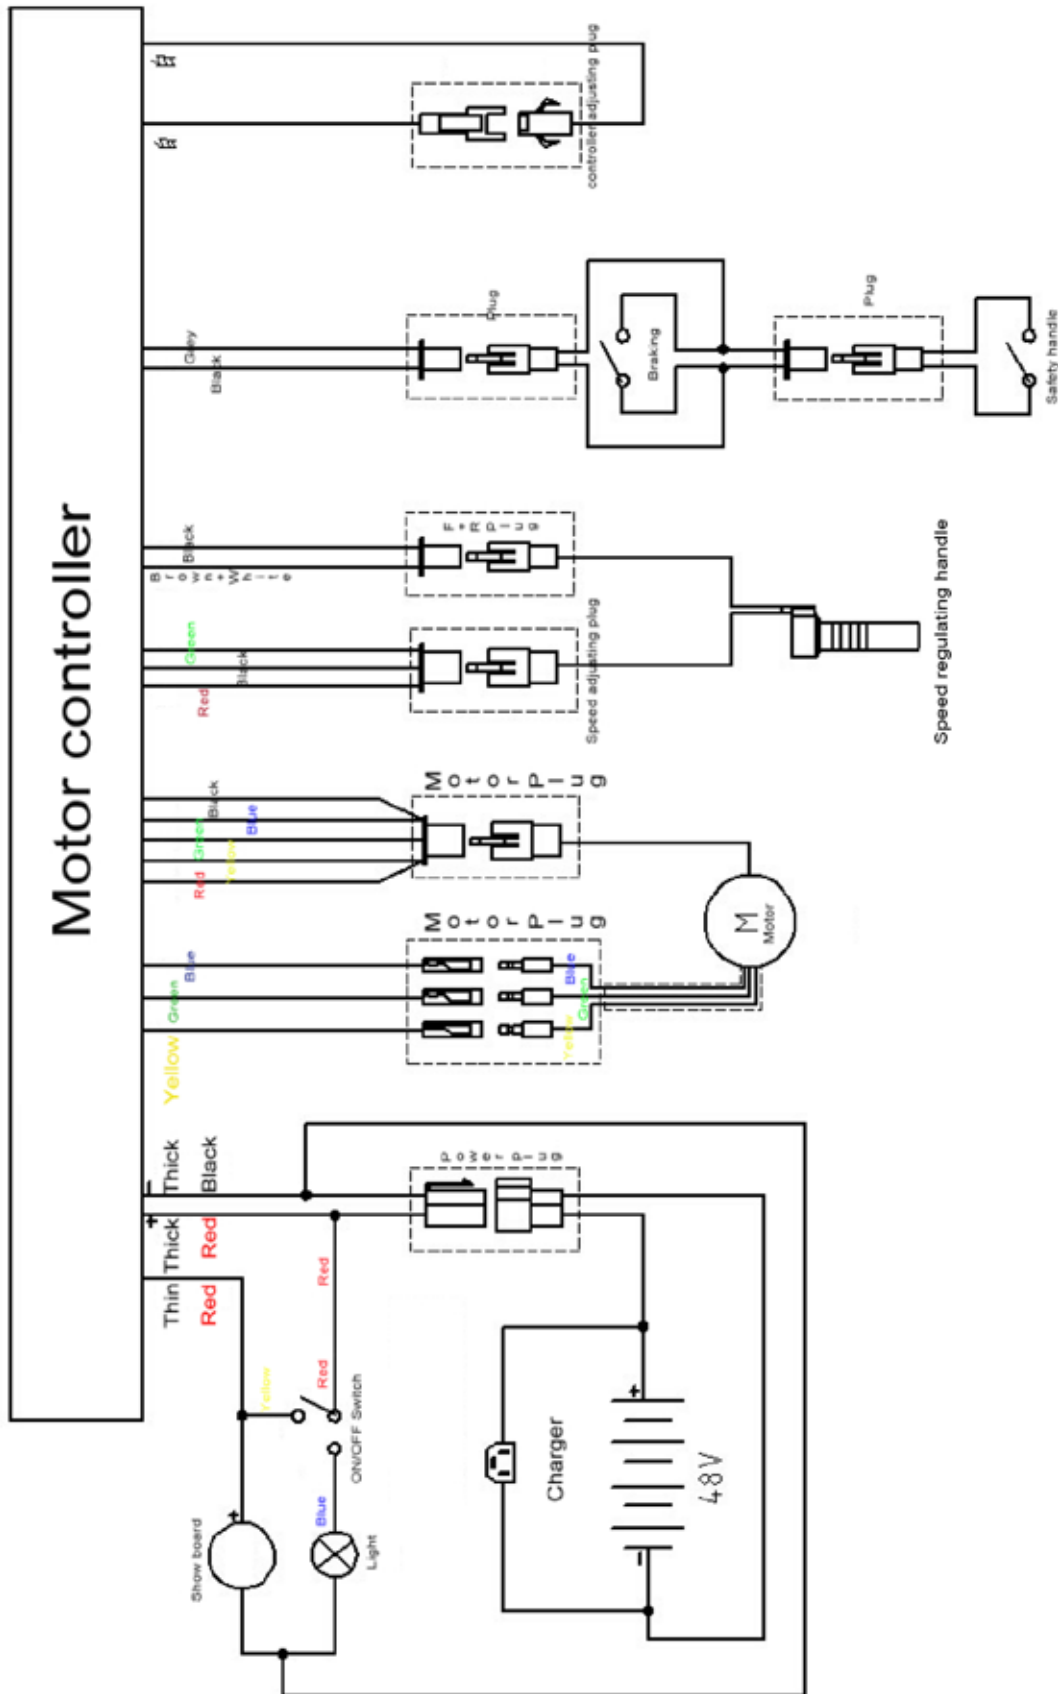 Motor controller
controller adjusting plug
Grey
Black
Plug
Braking
Plug
Safety handle
Black
Brown+White
F+R plug
Green
Black
Red
Speed adjusting plug
Speed regulating handle
Black
Blue
Green
Yellow
Red
Motor Plug
M
Motor
Blue
Green
Yellow
Motor Plug
Blue
Green
Yellow
- Thick Black
+ Thick Red
Thin Red
Power plug
Red
Red
Yellow
ON/OFF Switch
Blue
Light
+
Show board
Charger
+
48V
-